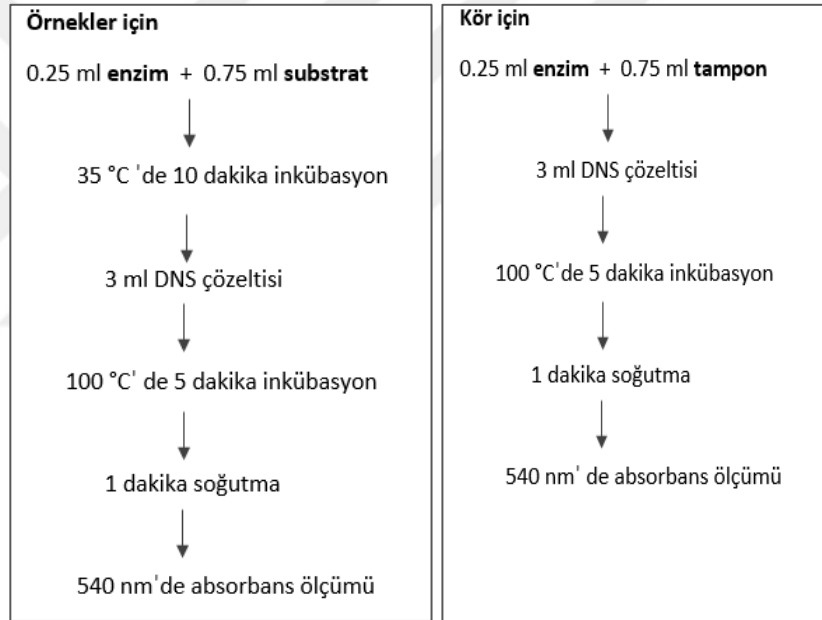 Örnekler için
0.25 ml enzim + 0.75 ml substrat
35 °C 'de 10 dakika inkübasyon
3 ml DNS çözeltisi
100 °C' de 5 dakika inkübasyon
1 dakika soğutma
540 nm'de absorbans ölçümü
Kör için
0.25 ml enzim + 0.75 ml tampon
3 ml DNS çözeltisi
100 °C'de 5 dakika inkübasyon
1 dakika soğutma
540 nm' de absorbans ölçümü